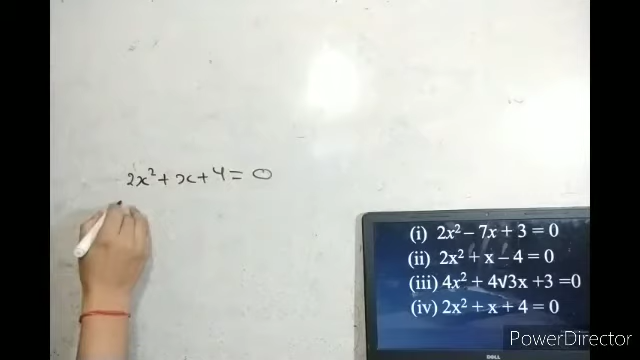 2x² + x + 4 = 0
(i) 2x² – 7x + 3 = 0
(ii) 2x² + x – 4 = 0
(iii) 4x² + 4√3x +3 =0
(iv) 2x² + x + 4 = 0
DELL
PowerDirector